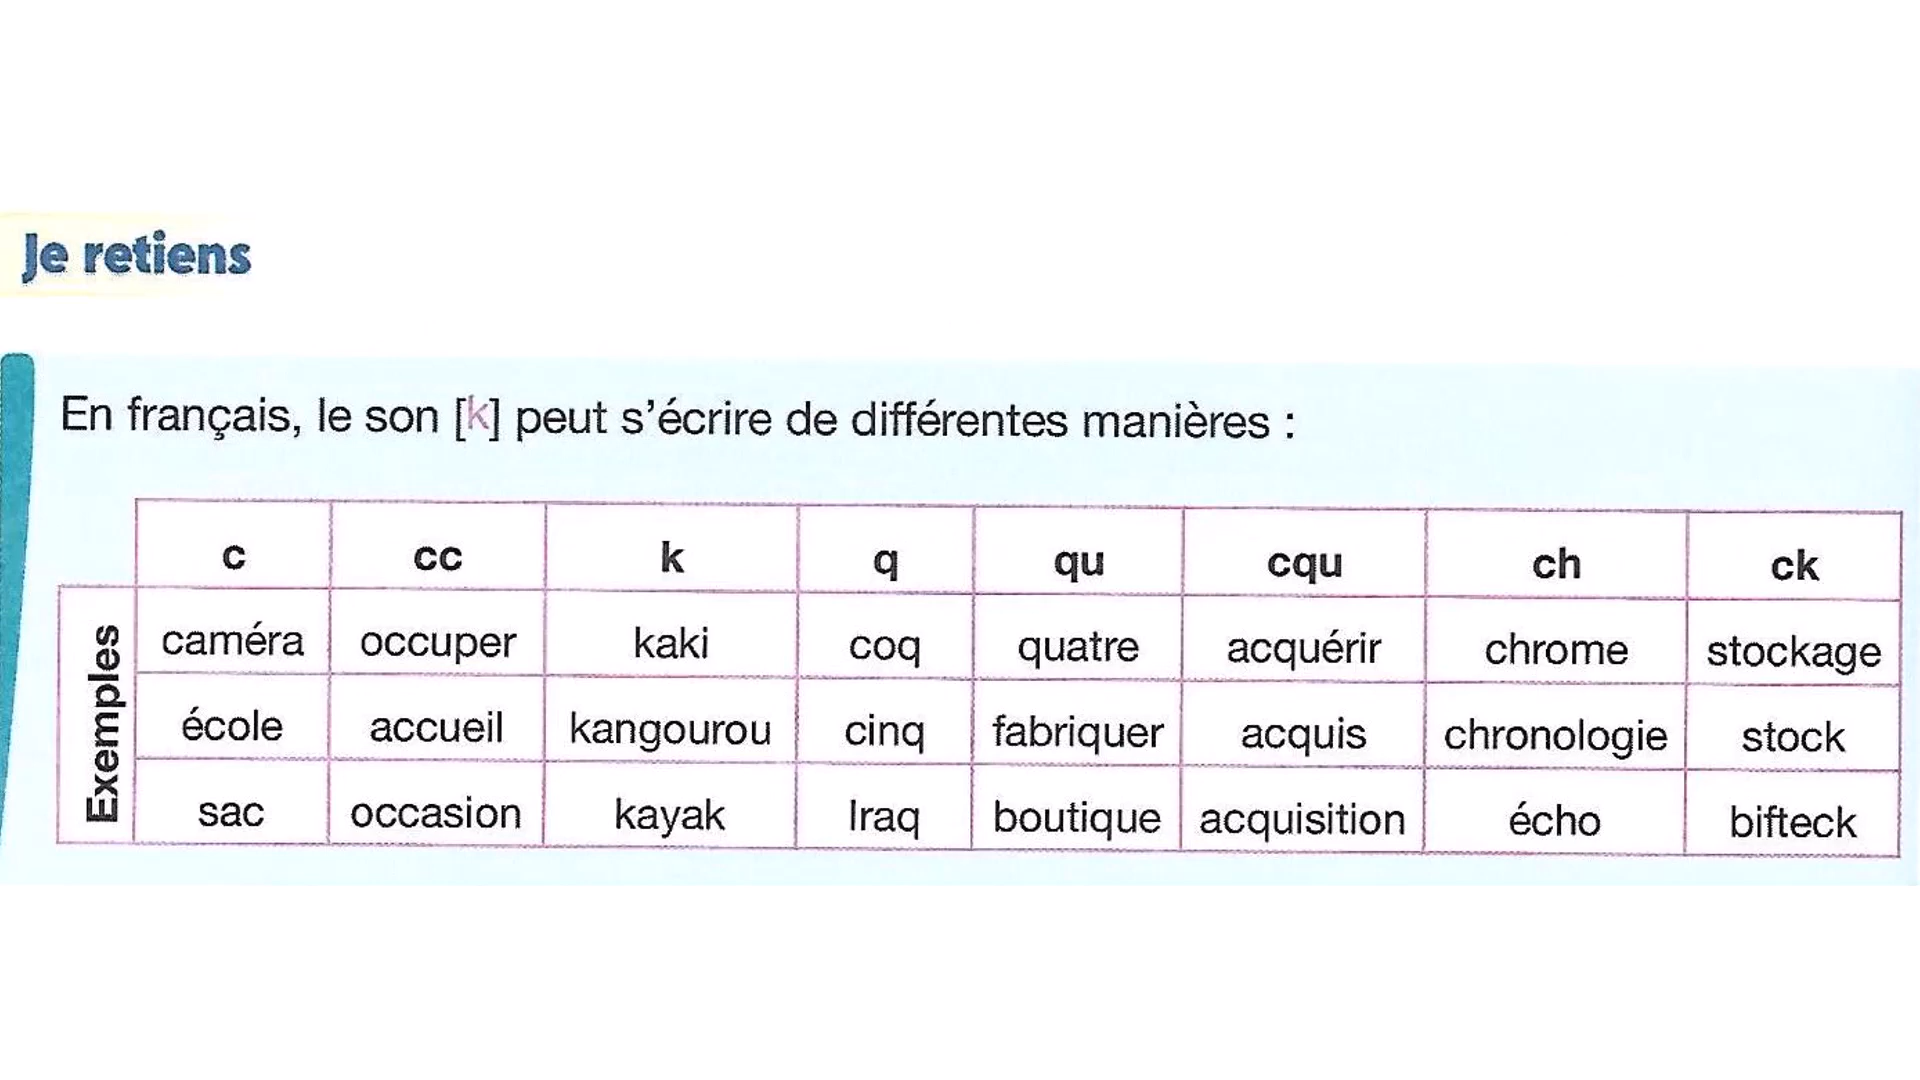 Je retiens
En français, le son [k] peut s'écrire de différentes manières :
c cc k q qu cqu ch ck
Exemples
caméra occuper kaki coq quatre acquérir chrome stockage
école accueil kangourou cinq fabriquer acquis chronologie stock
sac occasion kayak Iraq boutique acquisition écho bifteck